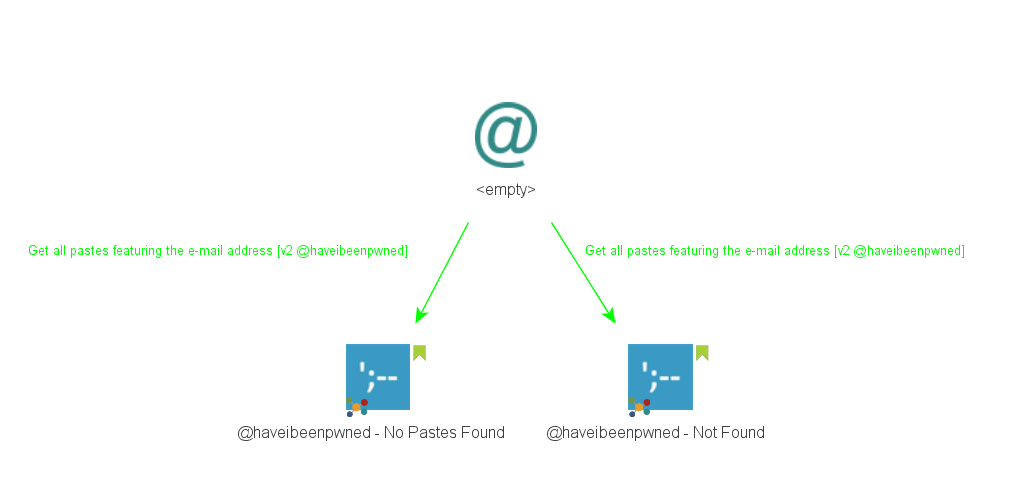 @
<empty>
Get all pastes featuring the e-mail address [v2 @haveibeenpwned]
Get all pastes featuring the e-mail address [v2 @haveibeenpwned]
';--
';--
@haveibeenpwned - No Pastes Found
@haveibeenpwned - Not Found